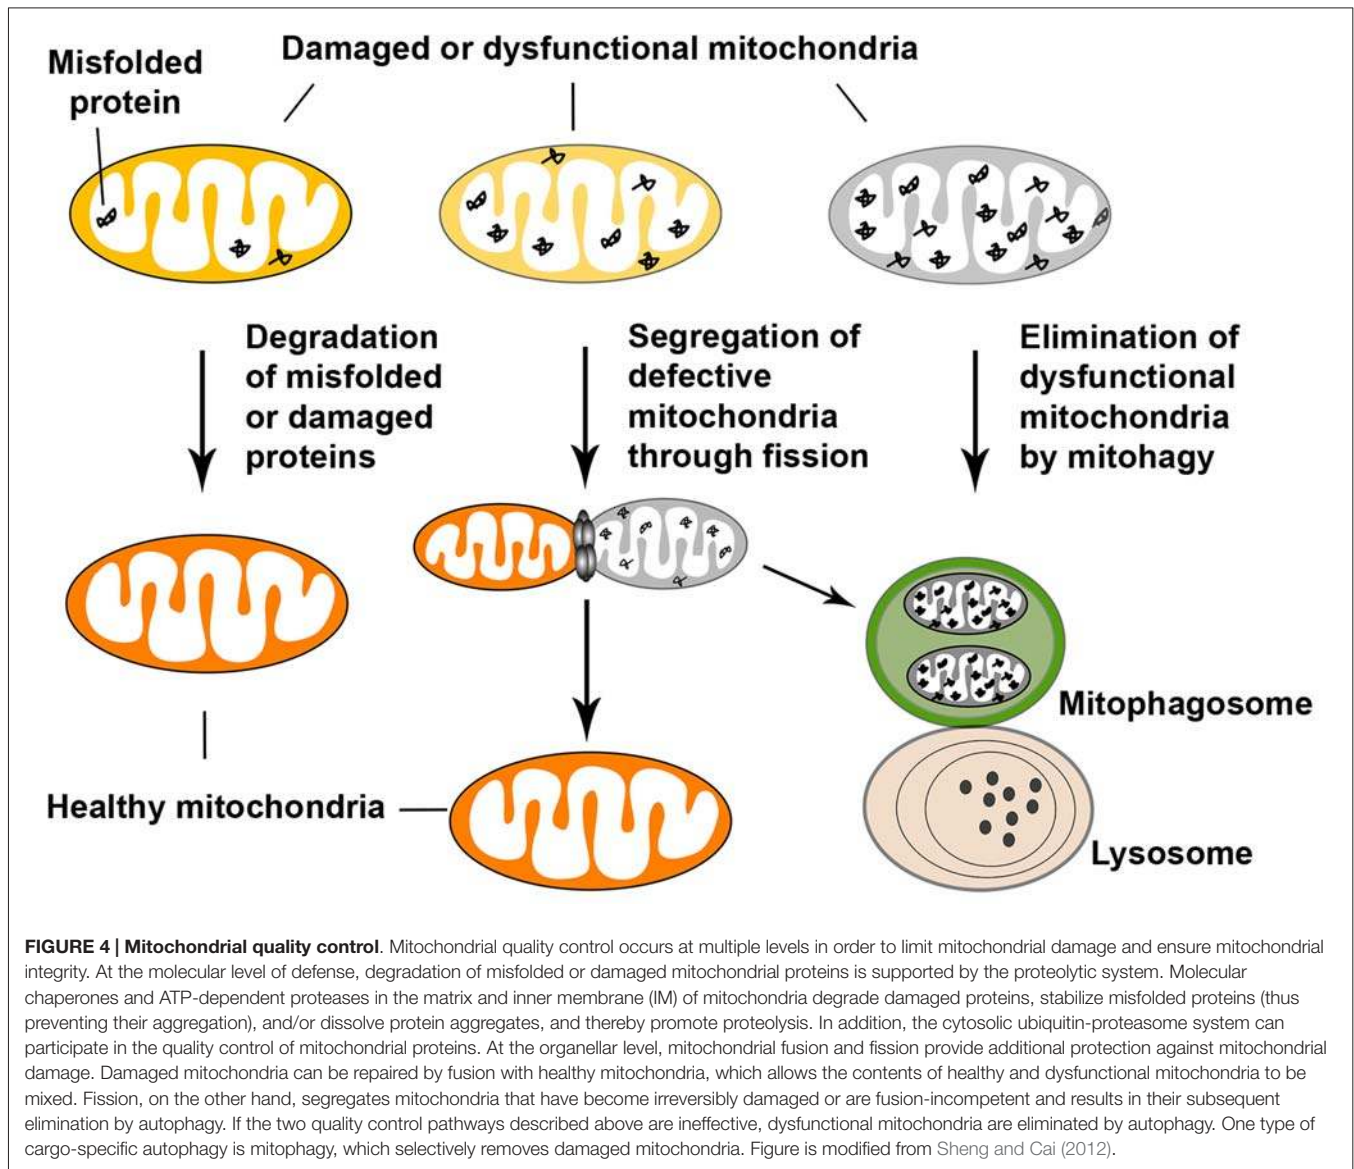 Misfolded
protein
Damaged or dysfunctional mitochondria
Degradation
of misfolded
or damaged
proteins
Segregation of
defective
mitochondria
through fission
Elimination of
dysfunctional
mitochondria
by mitohagy
Mitophagosome
Healthy mitochondria
Lysosome
FIGURE 4 | Mitochondrial quality control. Mitochondrial quality control occurs at multiple levels in order to limit mitochondrial damage and ensure mitochondrial
integrity. At the molecular level of defense, degradation of misfolded or damaged mitochondrial proteins is supported by the proteolytic system. Molecular
chaperones and ATP-dependent proteases in the matrix and inner membrane (IM) of mitochondria degrade damaged proteins, stabilize misfolded proteins (thus
preventing their aggregation), and/or dissolve protein aggregates, and thereby promote proteolysis. In addition, the cytosolic ubiquitin-proteasome system can
participate in the quality control of mitochondrial proteins. At the organellar level, mitochondrial fusion and fission provide additional protection against mitochondrial
damage. Damaged mitochondria can be repaired by fusion with healthy mitochondria, which allows the contents of healthy and dysfunctional mitochondria to be
mixed. Fission, on the other hand, segregates mitochondria that have become irreversibly damaged or are fusion-incompetent and results in their subsequent
elimination by autophagy. If the two quality control pathways described above are ineffective, dysfunctional mitochondria are eliminated by autophagy. One type of
cargo-specific autophagy is mitophagy, which selectively removes damaged mitochondria. Figure is modified from Sheng and Cai (2012).